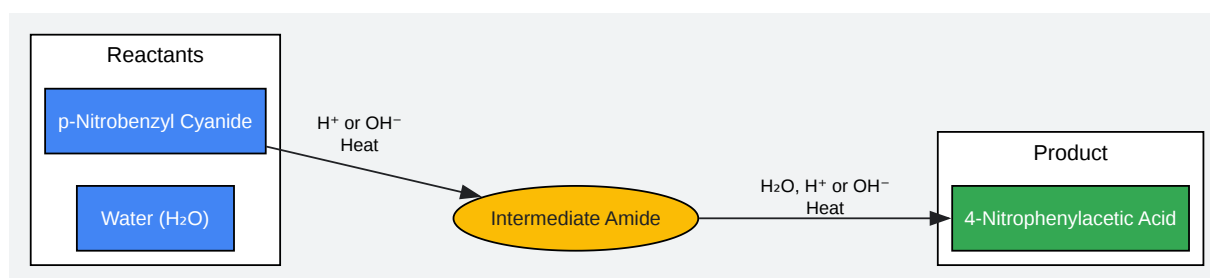 Reactants
p-Nitrobenzyl Cyanide
Water (H₂O)
H⁺ or OH⁻
Heat
Intermediate Amide
H₂O, H⁺ or OH⁻
Heat
Product
4-Nitrophenylacetic Acid